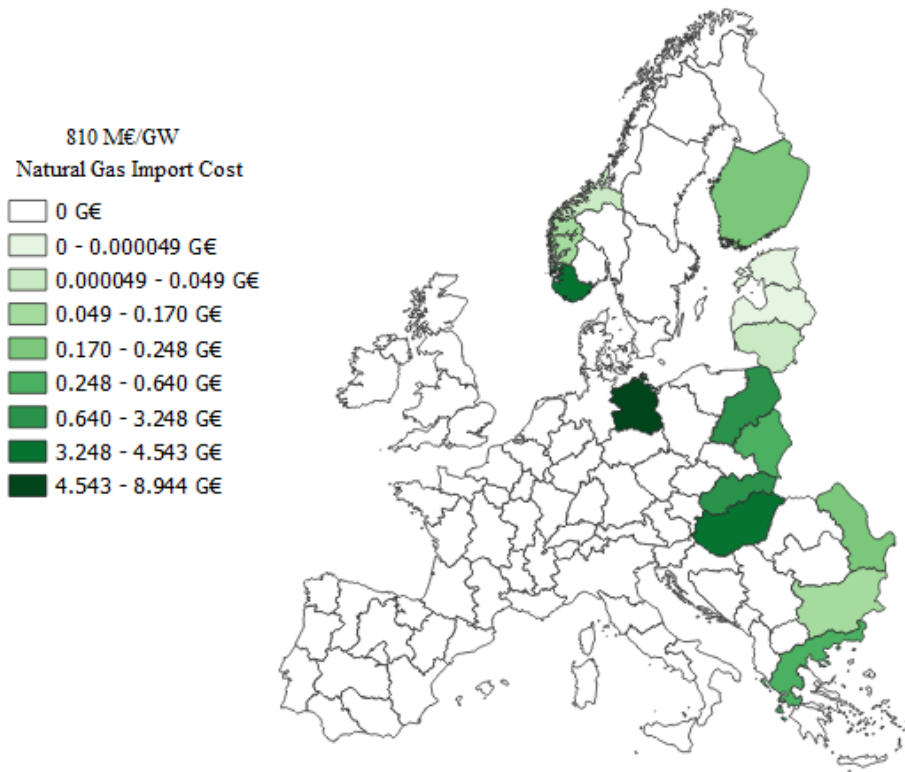 810 M€/GW
Natural Gas Import Cost
0 G€
0 - 0.000049 G€
0.000049 - 0.049 G€
0.049 - 0.170 G€
0.170 - 0.248 G€
0.248 - 0.640 G€
0.640 - 3.248 G€
3.248 - 4.543 G€
4.543 - 8.944 G€